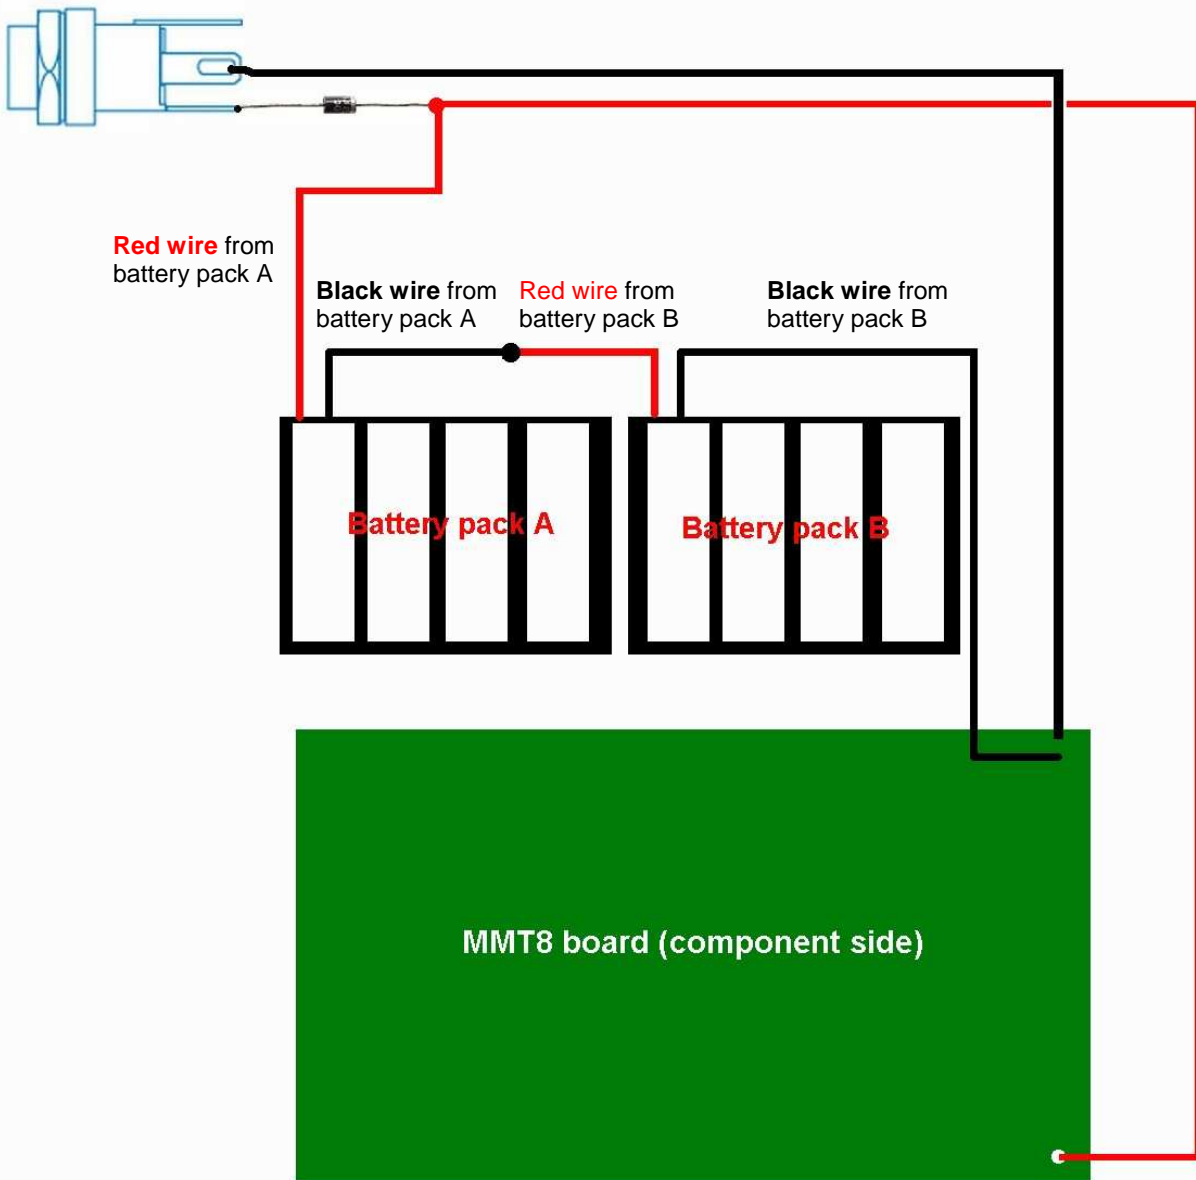 Red wire from
battery pack A
Black wire from
battery pack A
Red wire from
battery pack B
Black wire from
battery pack B
Battery pack A
Battery pack B
MMT8 board (component side)